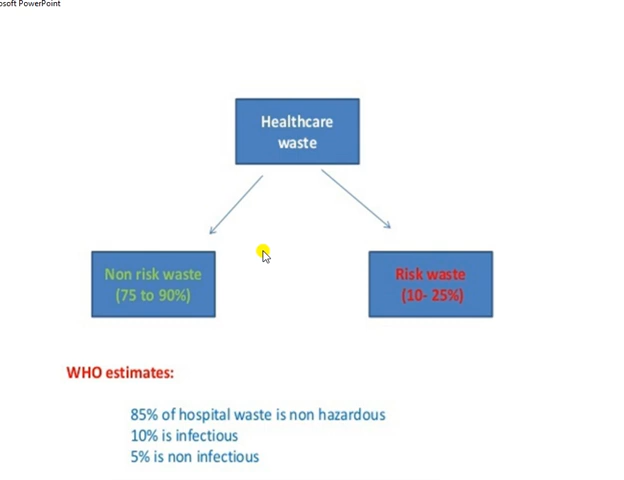 osoft PowerPoint
Healthcare
waste
Non risk waste
(75 to 90%)
Risk waste
(10- 25%)
WHO estimates:
85% of hospital waste is non hazardous
10% is infectious
5% is non infectious